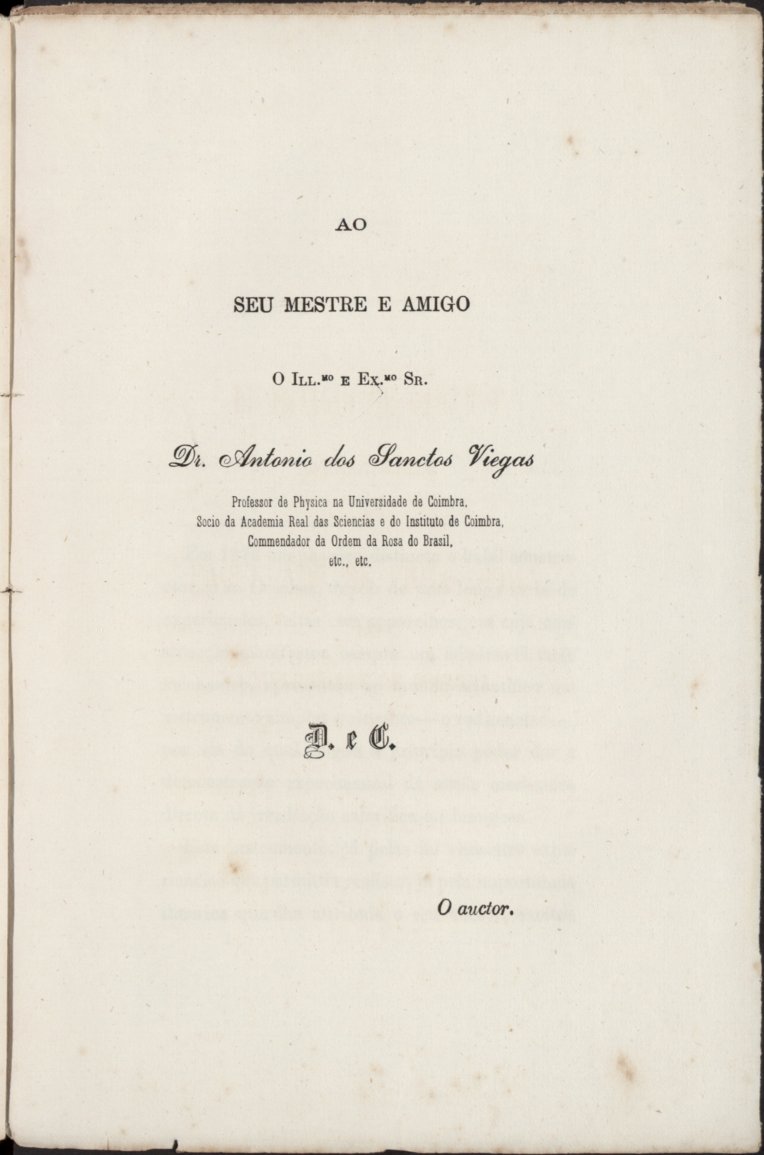 AO
SEU MESTRE E AMIGO
O ILL.MO E EX.MO SR.
Dr. Antonio dos Sanctos Viegas
Professor de Physica na Universidade de Coimbra,
Socio da Academia Real das Sciencias e do Instituto de Coimbra,
Commendador da Ordem da Rosa do Brasil,
etc., etc.
D. e C.
O auctor.